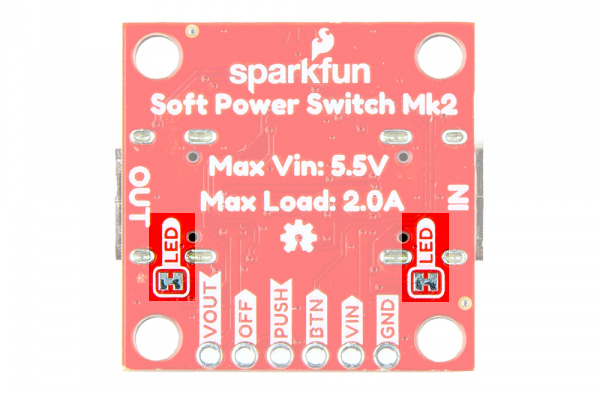 sparkfun
Soft Power Switch Mk2
Max Vin: 5.5V
Max Load: 2.0A
OUT
IN
LED
LED
VOUT
OFF
PUSH
BTN
VIN
GND